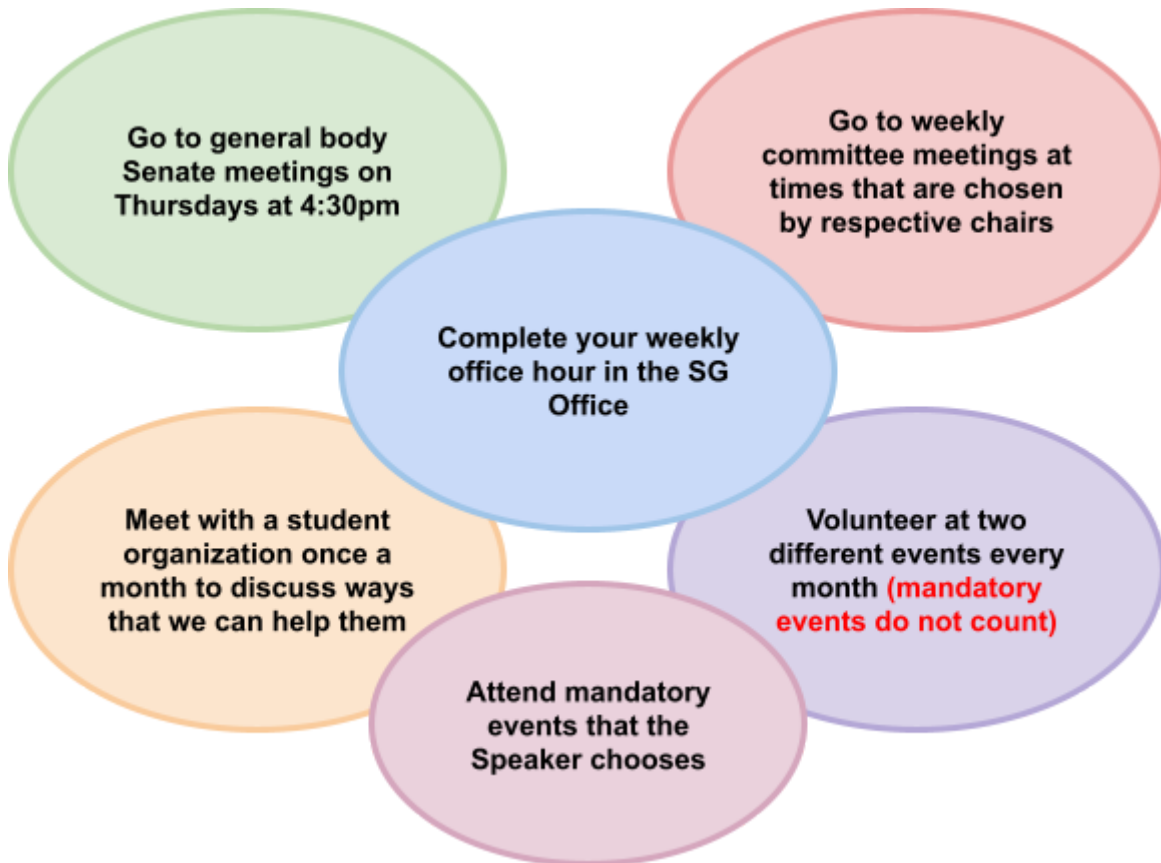 Go to general body
Senate meetings on
Thursdays at 4:30pm
Go to weekly
committee meetings at
times that are chosen
by respective chairs
Complete your weekly
office hour in the SG
Office
Meet with a student
organization once a
month to discuss ways
that we can help them
Volunteer at two
different events every
month (mandatory
events do not count)
Attend mandatory
events that the
Speaker chooses